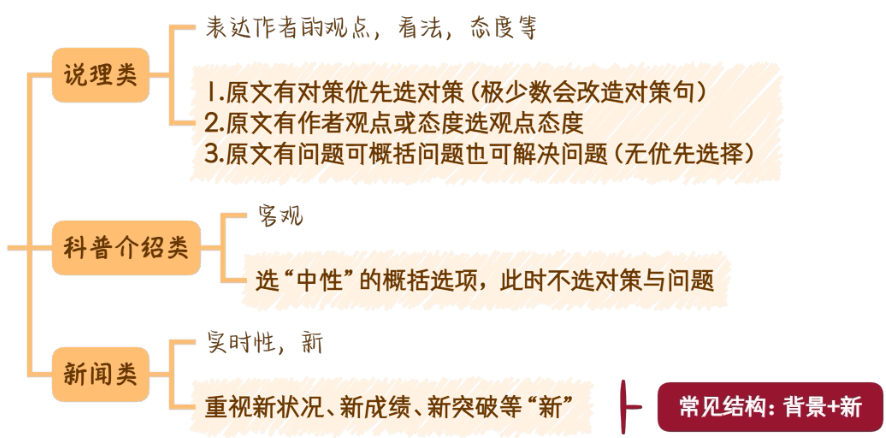 表达作者的观点，看法，态度等
说理类
1.原文有对策优先选对策（极少数会改造对策句）
2.原文有作者观点或态度选观点态度
3.原文有问题可概括问题也可解决问题（无优先选择）
客观
科普介绍类
选“中性”的概括选项，此时不选对策与问题
实时性，新
新闻类
重视新状况、新成绩、新突破等“新”
常见结构：背景+新